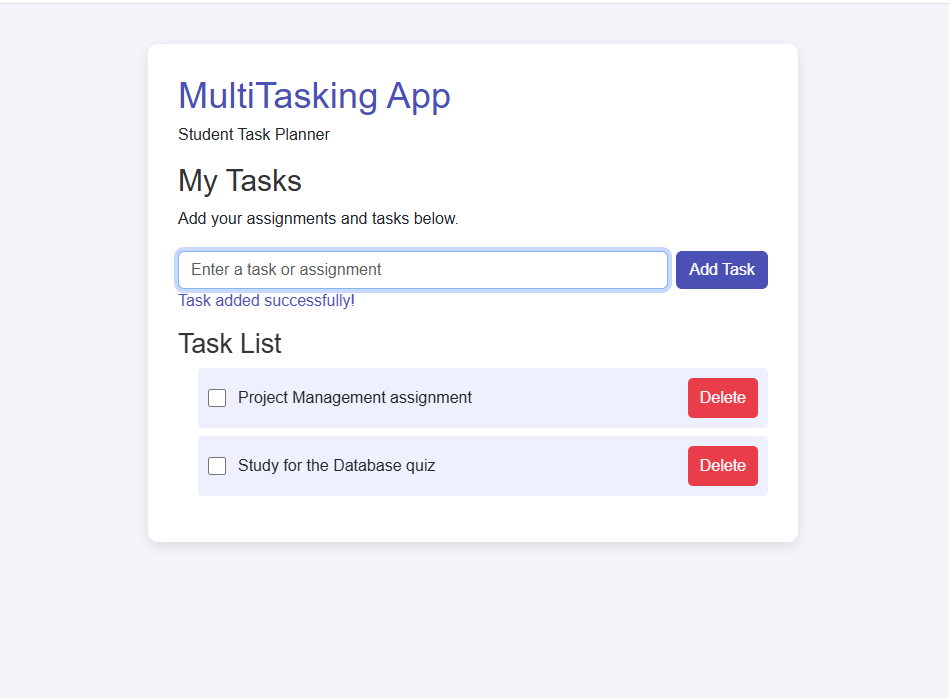 MultiTasking App
Student Task Planner
My Tasks
Add your assignments and tasks below.
Enter a task or assignment Add Task
Task added successfully!
Task List
Project Management assignment Delete
Study for the Database quiz Delete